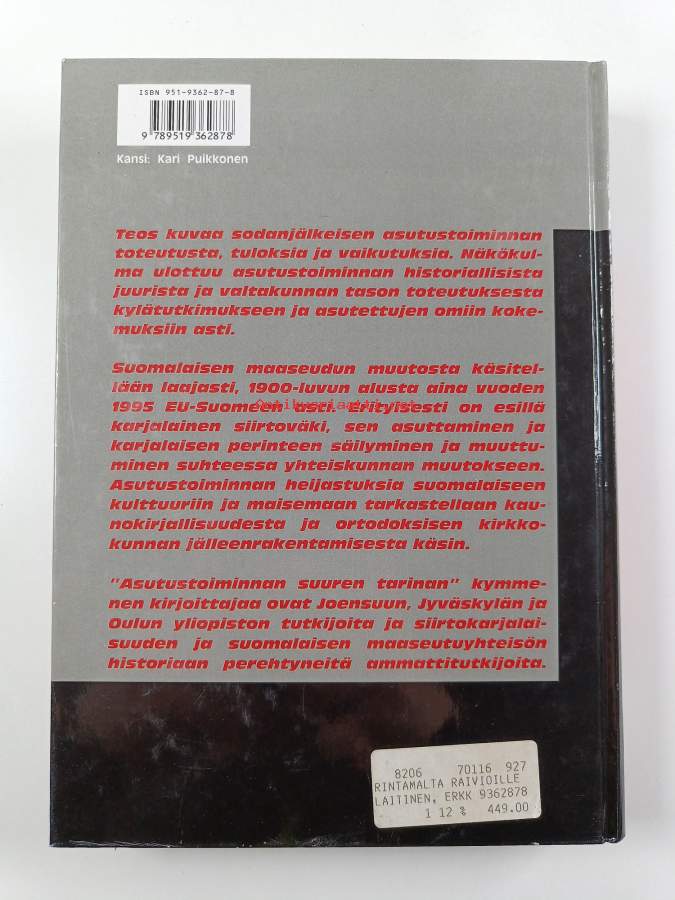 ISBN 951-9362-87-8
9 789519 362878
Kansi: Kari Puikkonen
Teos kuvaa sodanjälkeisen asutustoiminnan
toteutusta, tuloksia ja vaikutuksia. Näkökul-
ma ulottuu asutustoiminnan historiallisista
juurista ja valtakunnan tason toteutuksesta
kylätutkimukseen ja asutettujen omiin koke-
muksiin asti.
Suomalaisen maaseudun muutosta käsitel-
lään laajasti, 1900-luvun alusta aina vuoden
1995 EU-Suomeen asti. Erityisesti on esillä
karjalainen siirtoväki, sen asuttaminen ja
karjalaisen perinteen säilyminen ja muuttu-
minen suhteessa yhteiskunnan muutokseen.
Asutustoiminnan heijastuksia suomalaiseen
kulttuuriin ja maisemaan tarkastellaan kau-
nokirjallisuudesta ja ortodoksisen kirkko-
kunnan jälleenrakentamisesta käsin.
"Asutustoiminnan suuren tarinan" kymme-
nen kirjoittajaa ovat Joensuun, Jyväskylän ja
Oulun yliopiston tutkijoita ja siirtokarjalai-
suuden ja suomalaisen maaseutuyhteisön
historiaan perehtyneitä ammattitutkijoita.
8206 70116 927
RINTAMALTA RAIVIOILLE
LAITINEN, ERKK 9362878
1 12 % 449.00